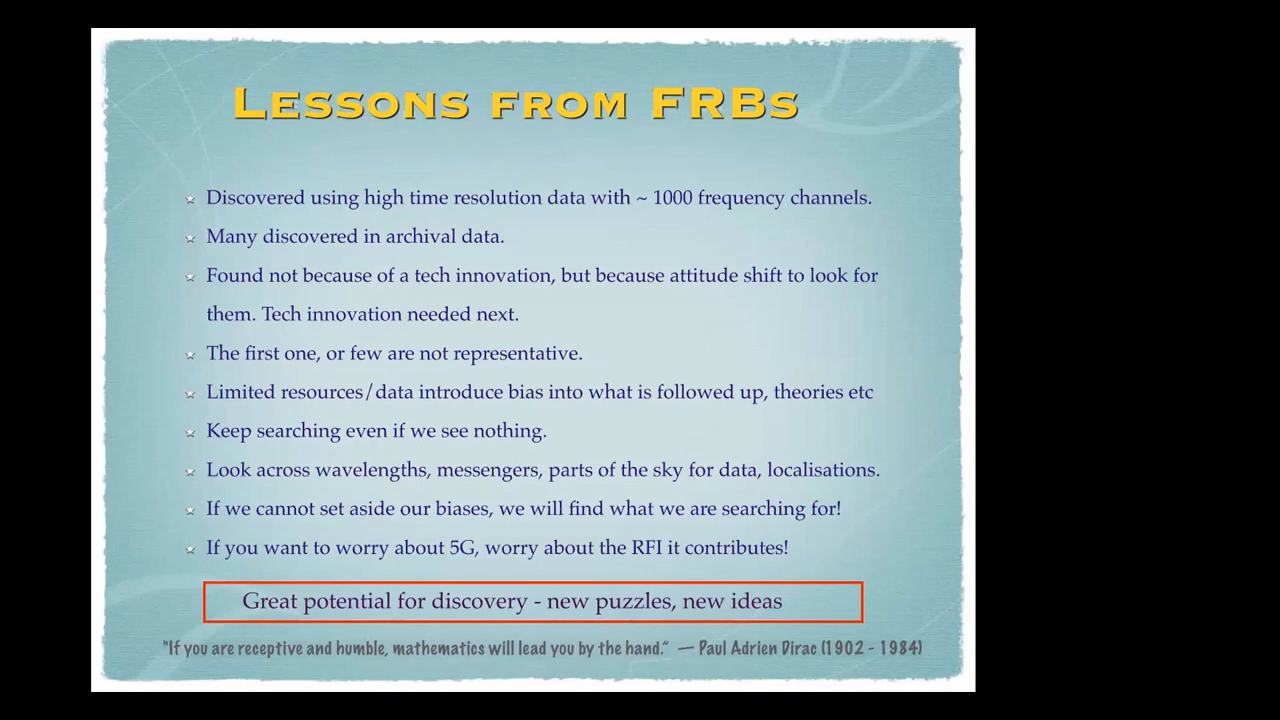 Lessons from FRBs
Discovered using high time resolution data with ~ 1000 frequency channels.
Many discovered in archival data.
Found not because of a tech innovation, but because attitude shift to look for
them. Tech innovation needed next.
The first one, or few are not representative.
Limited resources/data introduce bias into what is followed up, theories etc
Keep searching even if we see nothing.
Look across wavelengths, messengers, parts of the sky for data, localisations.
If we cannot set aside our biases, we will find what we are searching for!
If you want to worry about 5G, worry about the RFI it contributes!
Great potential for discovery - new puzzles, new ideas
"If you are receptive and humble, mathematics will lead you by the hand.” — Paul Adrien Dirac (1902 - 1984)